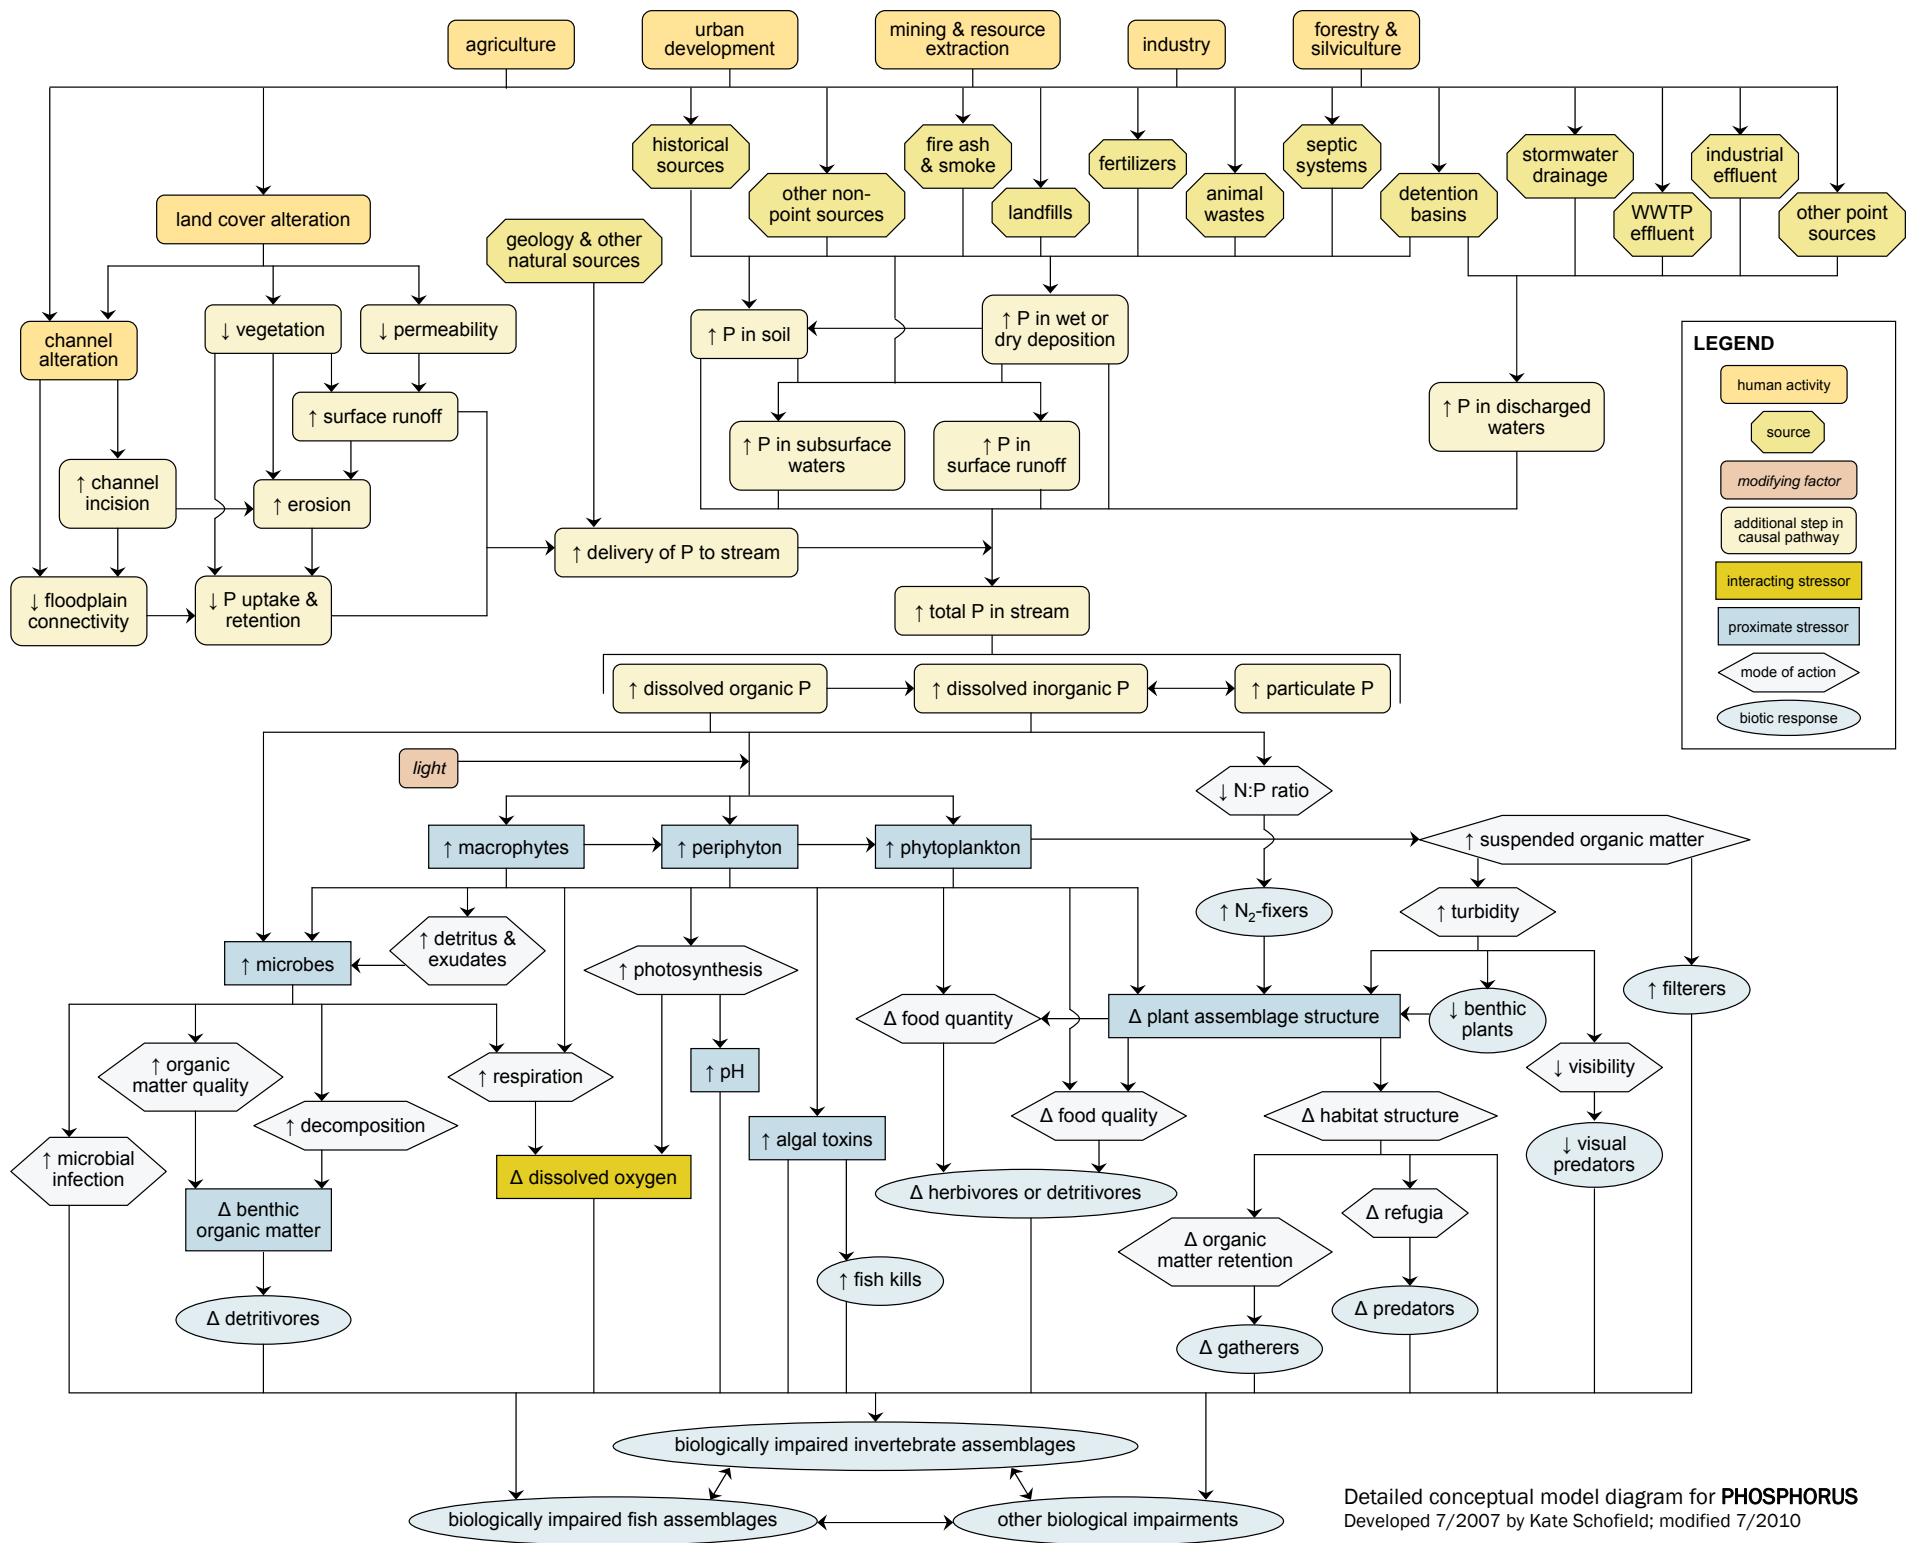 agriculture
urban
development
mining & resource
extraction
industry
forestry &
silviculture
historical
sources
other non-
point sources
fire ash
& smoke
landfills
fertilizers
animal
wastes
septic
systems
detention
basins
stormwater
drainage
WWTP
effluent
industrial
effluent
other point
sources
land cover alteration
geology & other
natural sources
channel
alteration
↓ vegetation
↓ permeability
↑ P in soil
↑ P in wet or
dry deposition
↑ surface runoff
↑ P in discharged
waters
↑ channel
incision
↑ erosion
↑ P in subsurface
waters
↑ P in
surface runoff
↑ delivery of P to stream
↓ floodplain
connectivity
↓ P uptake &
retention
↑ total P in stream
LEGEND
human activity
source
modifying factor
additional step in
causal pathway
interacting stressor
proximate stressor
mode of action
biotic response
↑ dissolved organic P
↑ dissolved inorganic P
↑ particulate P
light
↓ N:P ratio
↑ macrophytes
↑ periphyton
↑ phytoplankton
↑ suspended organic matter
↑ detritus &
exudates
↑ N2-fixers
↑ turbidity
↑ microbes
↑ photosynthesis
↑ filterers
Δ food quantity
Δ plant assemblage structure
↓ benthic
plants
↑ organic
matter quality
↑ respiration
↑ pH
↓ visibility
↑ decomposition
↑ algal toxins
Δ food quality
Δ habitat structure
↑ microbial
infection
Δ dissolved oxygen
↓ visual
predators
Δ benthic
organic matter
Δ herbivores or detritivores
Δ refugia
Δ organic
matter retention
↑ fish kills
Δ detritivores
Δ predators
Δ gatherers
biologically impaired invertebrate assemblages
biologically impaired fish assemblages
other biological impairments
Detailed conceptual model diagram for PHOSPHORUS
Developed 7/2007 by Kate Schofield; modified 7/2010